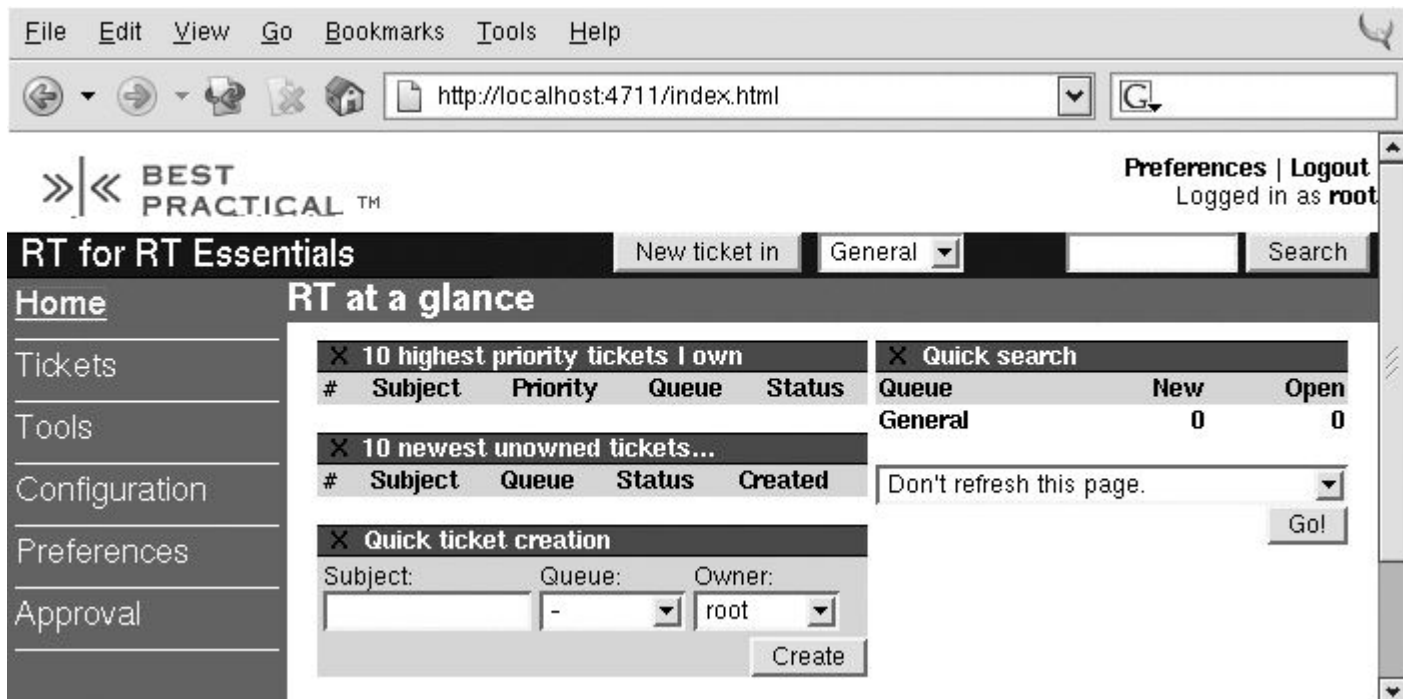 File Edit View Go Bookmarks Tools Help
http://localhost:4711/index.html
G
BEST
PRACTICAL ™
Preferences | Logout
Logged in as root
RT for RT Essentials
New ticket in
General
Search
Home
Tickets
Tools
Configuration
Preferences
Approval
RT at a glance
X 10 highest priority tickets I own
# Subject Priority Queue Status
X 10 newest unowned tickets...
# Subject Queue Status Created
X Quick ticket creation
Subject: Queue: Owner:
- root
Create
X Quick search
Queue New Open
General 0 0
Don't refresh this page.
Go!